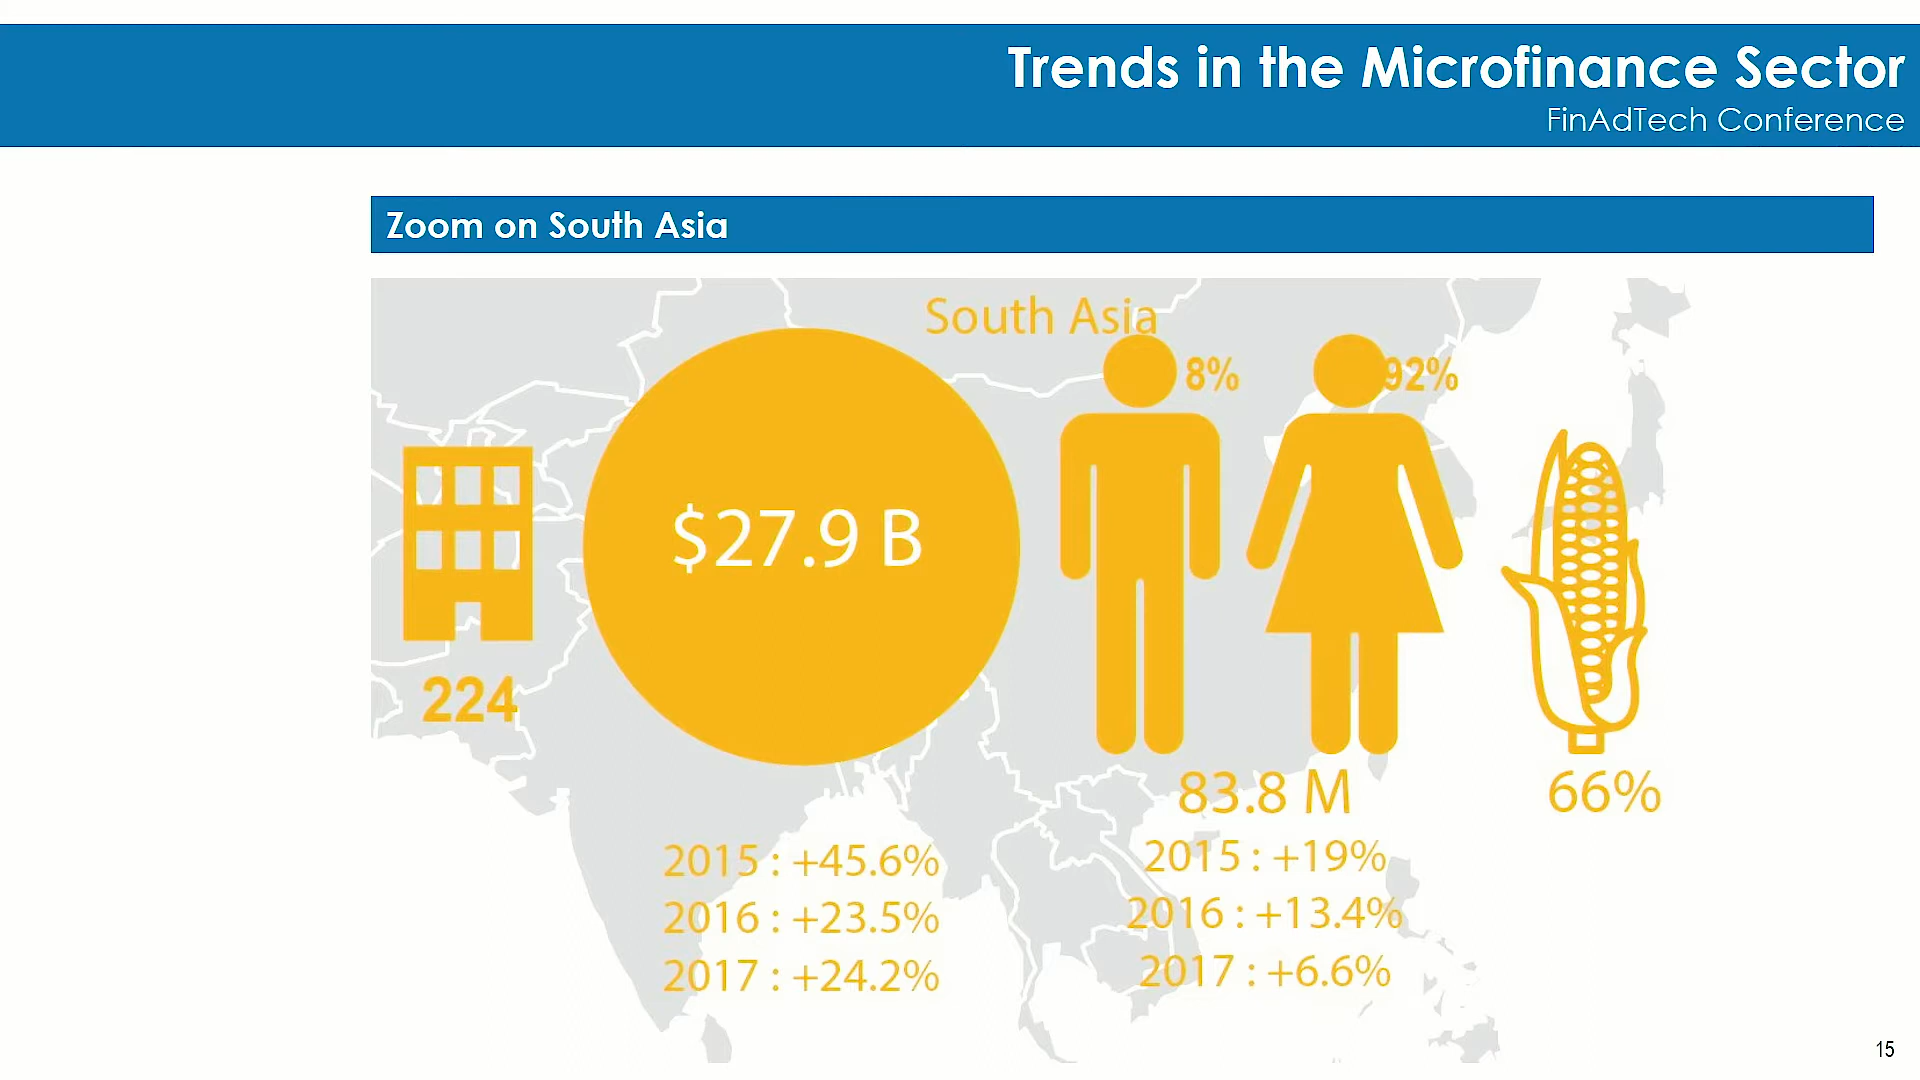 Trends in the Microfinance Sector
FinAdTech Conference
Zoom on South Asia
South Asia
8%
92%
$27.9 B
224
83.8 M
66%
2015 : +45.6%
2016 : +23.5%
2017 : +24.2%
2015 : +19%
2016 : +13.4%
2017 : +6.6%
15